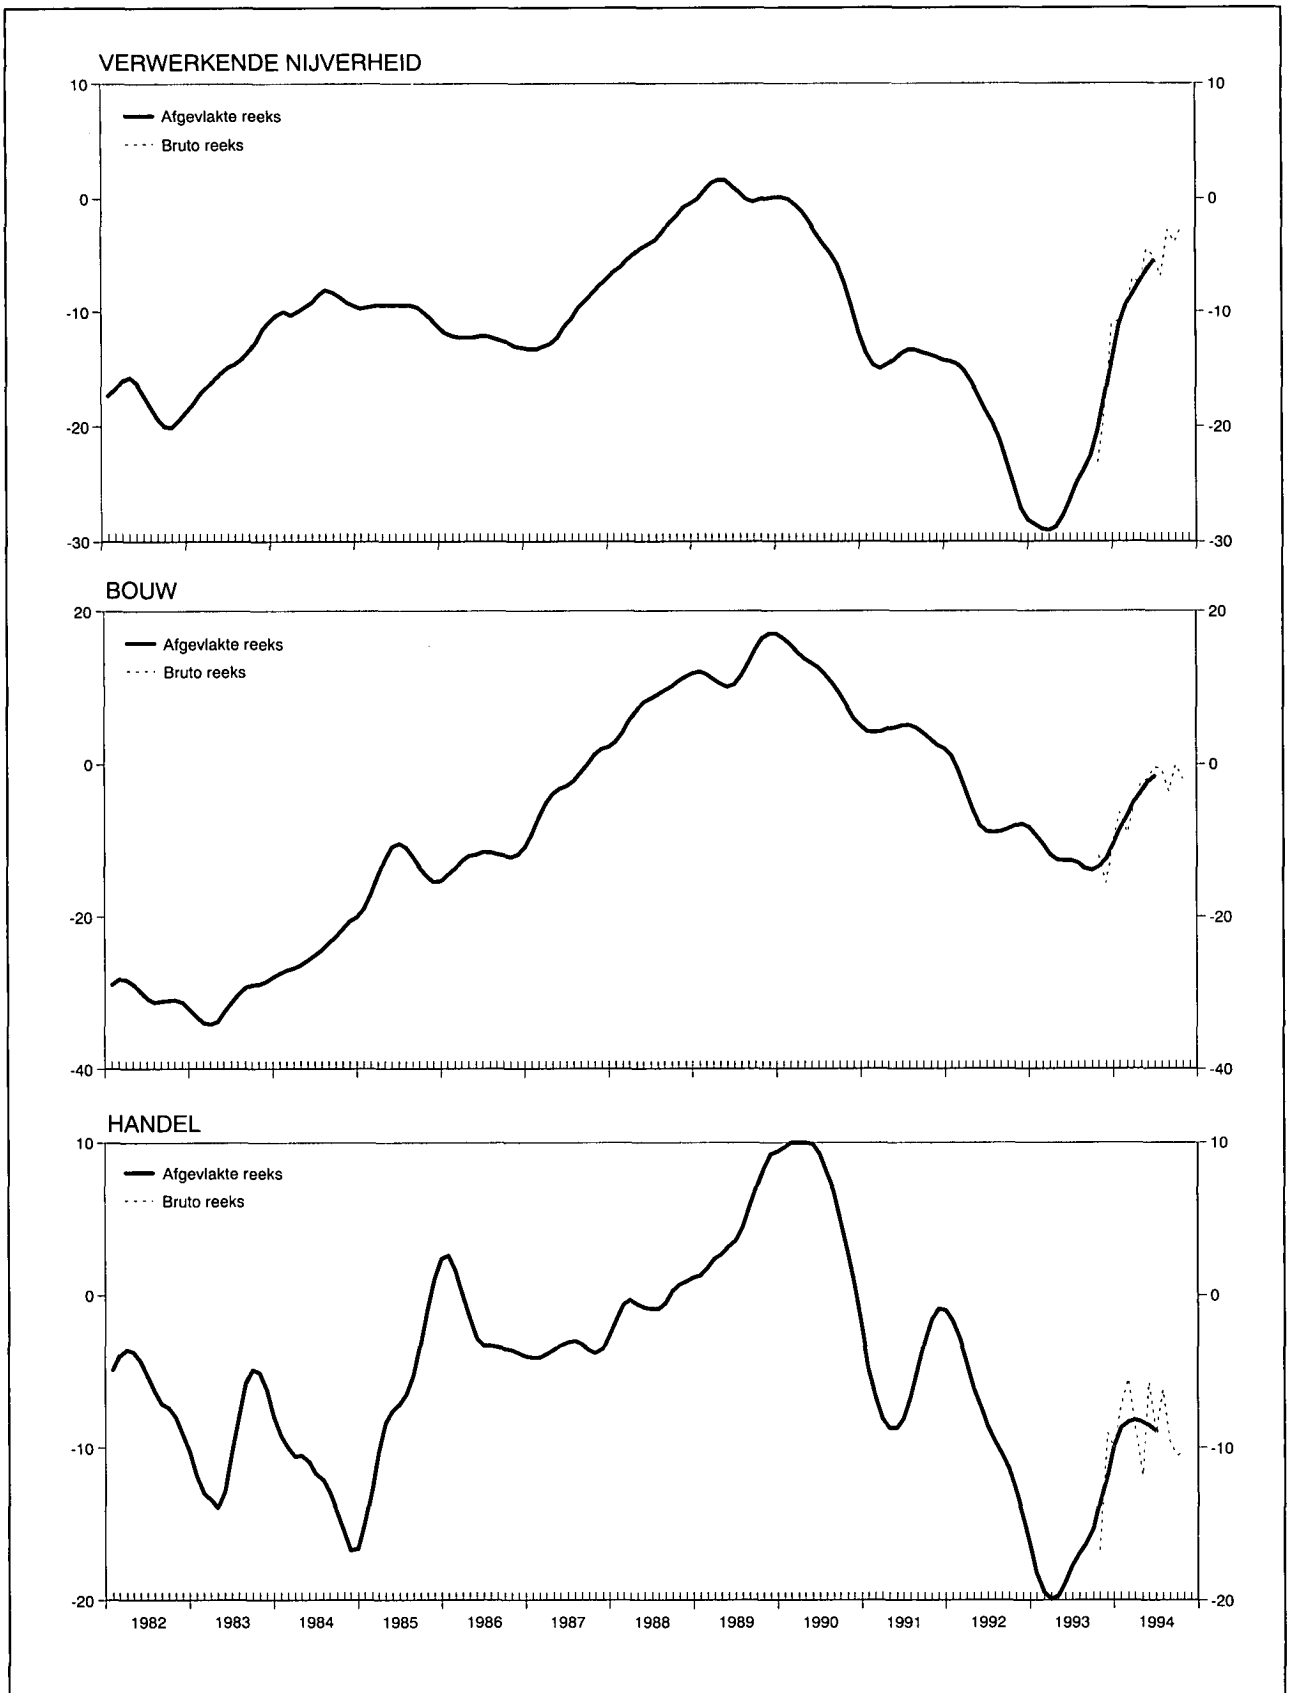 VERWERKENDE NIJVERHEID
10 10
Afgevlakte reeks
Bruto reeks
0 0
-10 -10
-20 -20
-30 -30
BOUW
20 20
Afgevlakte reeks
Bruto reeks
0 0
-20 -20
-40 -40
HANDEL
10 10
Afgevlakte reeks
Bruto reeks
0 0
-10 -10
-20 -20
1982 1983 1984 1985 1986 1987 1988 1989 1990 1991 1992 1993 1994